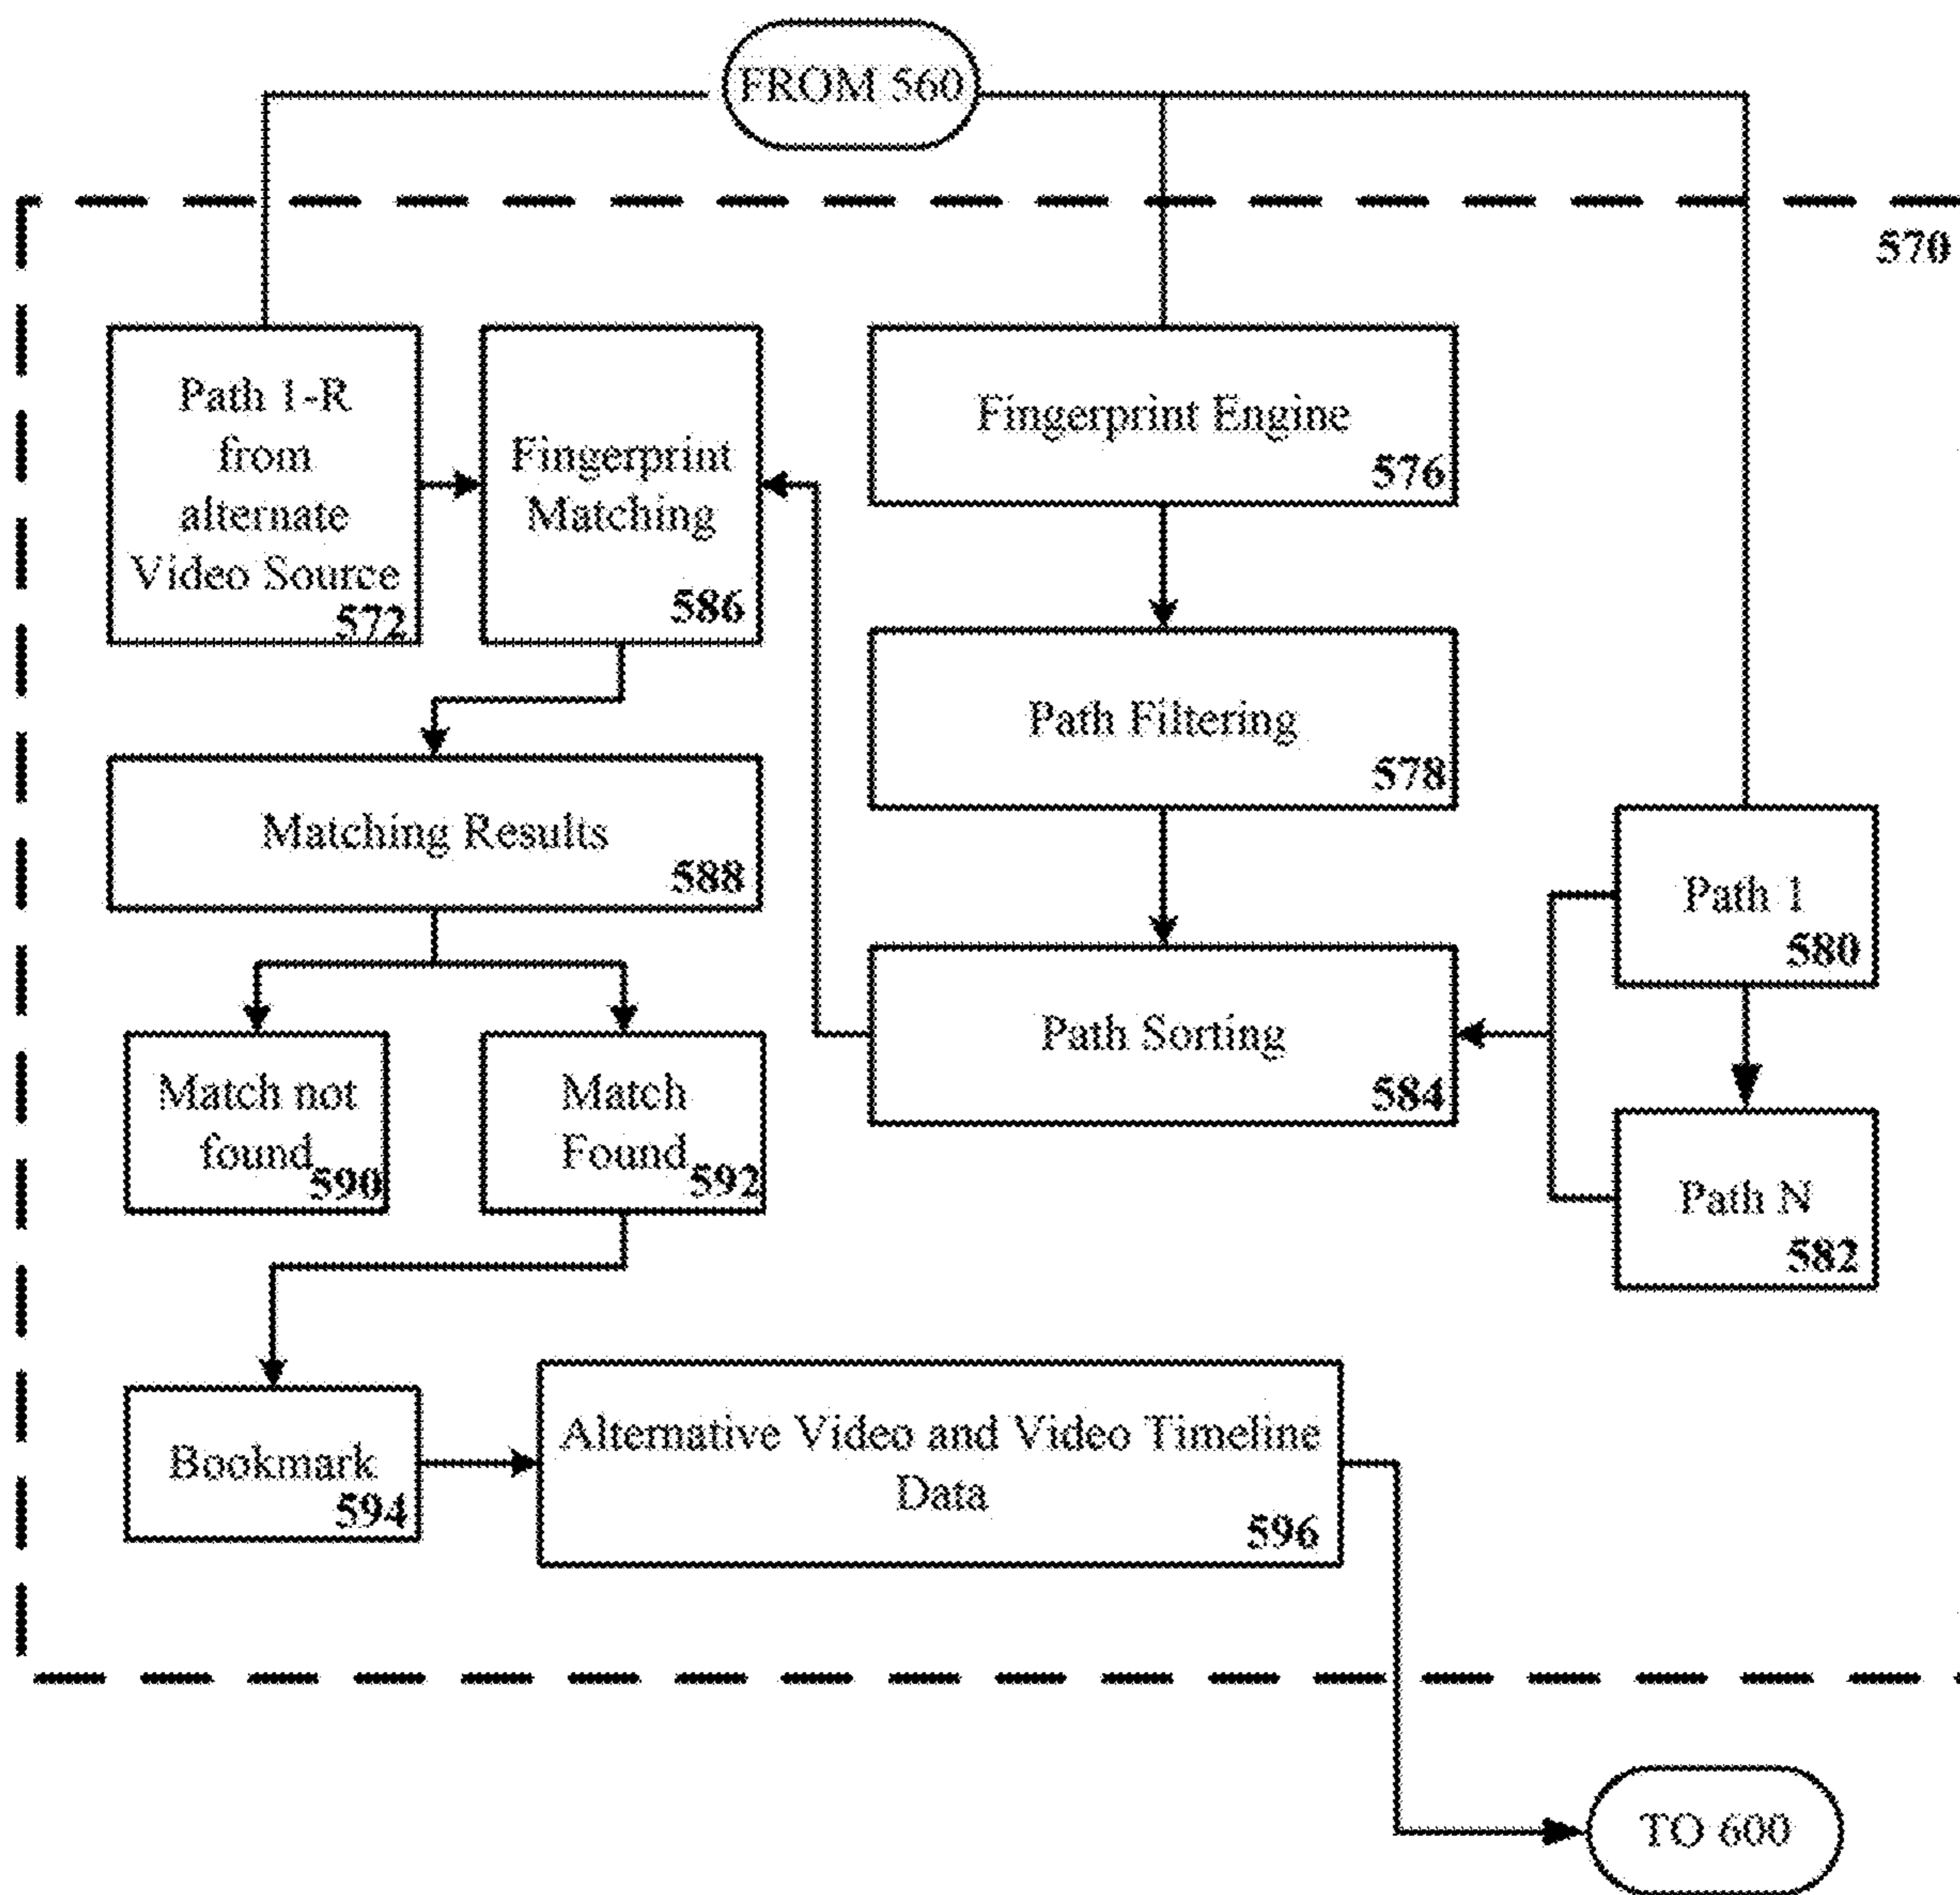 FROM 560
570
Path 1-R
from
alternate
Video Source
572
Fingerprint
Matching
586
Fingerprint Engine
576
Path Filtering
578
Matching Results
588
Path 1
580
Path Sorting
584
Match not
found
590
Match
Found
592
Path N
582
Bookmark
594
Alternative Video and Video Timeline
Data
596
TO 600